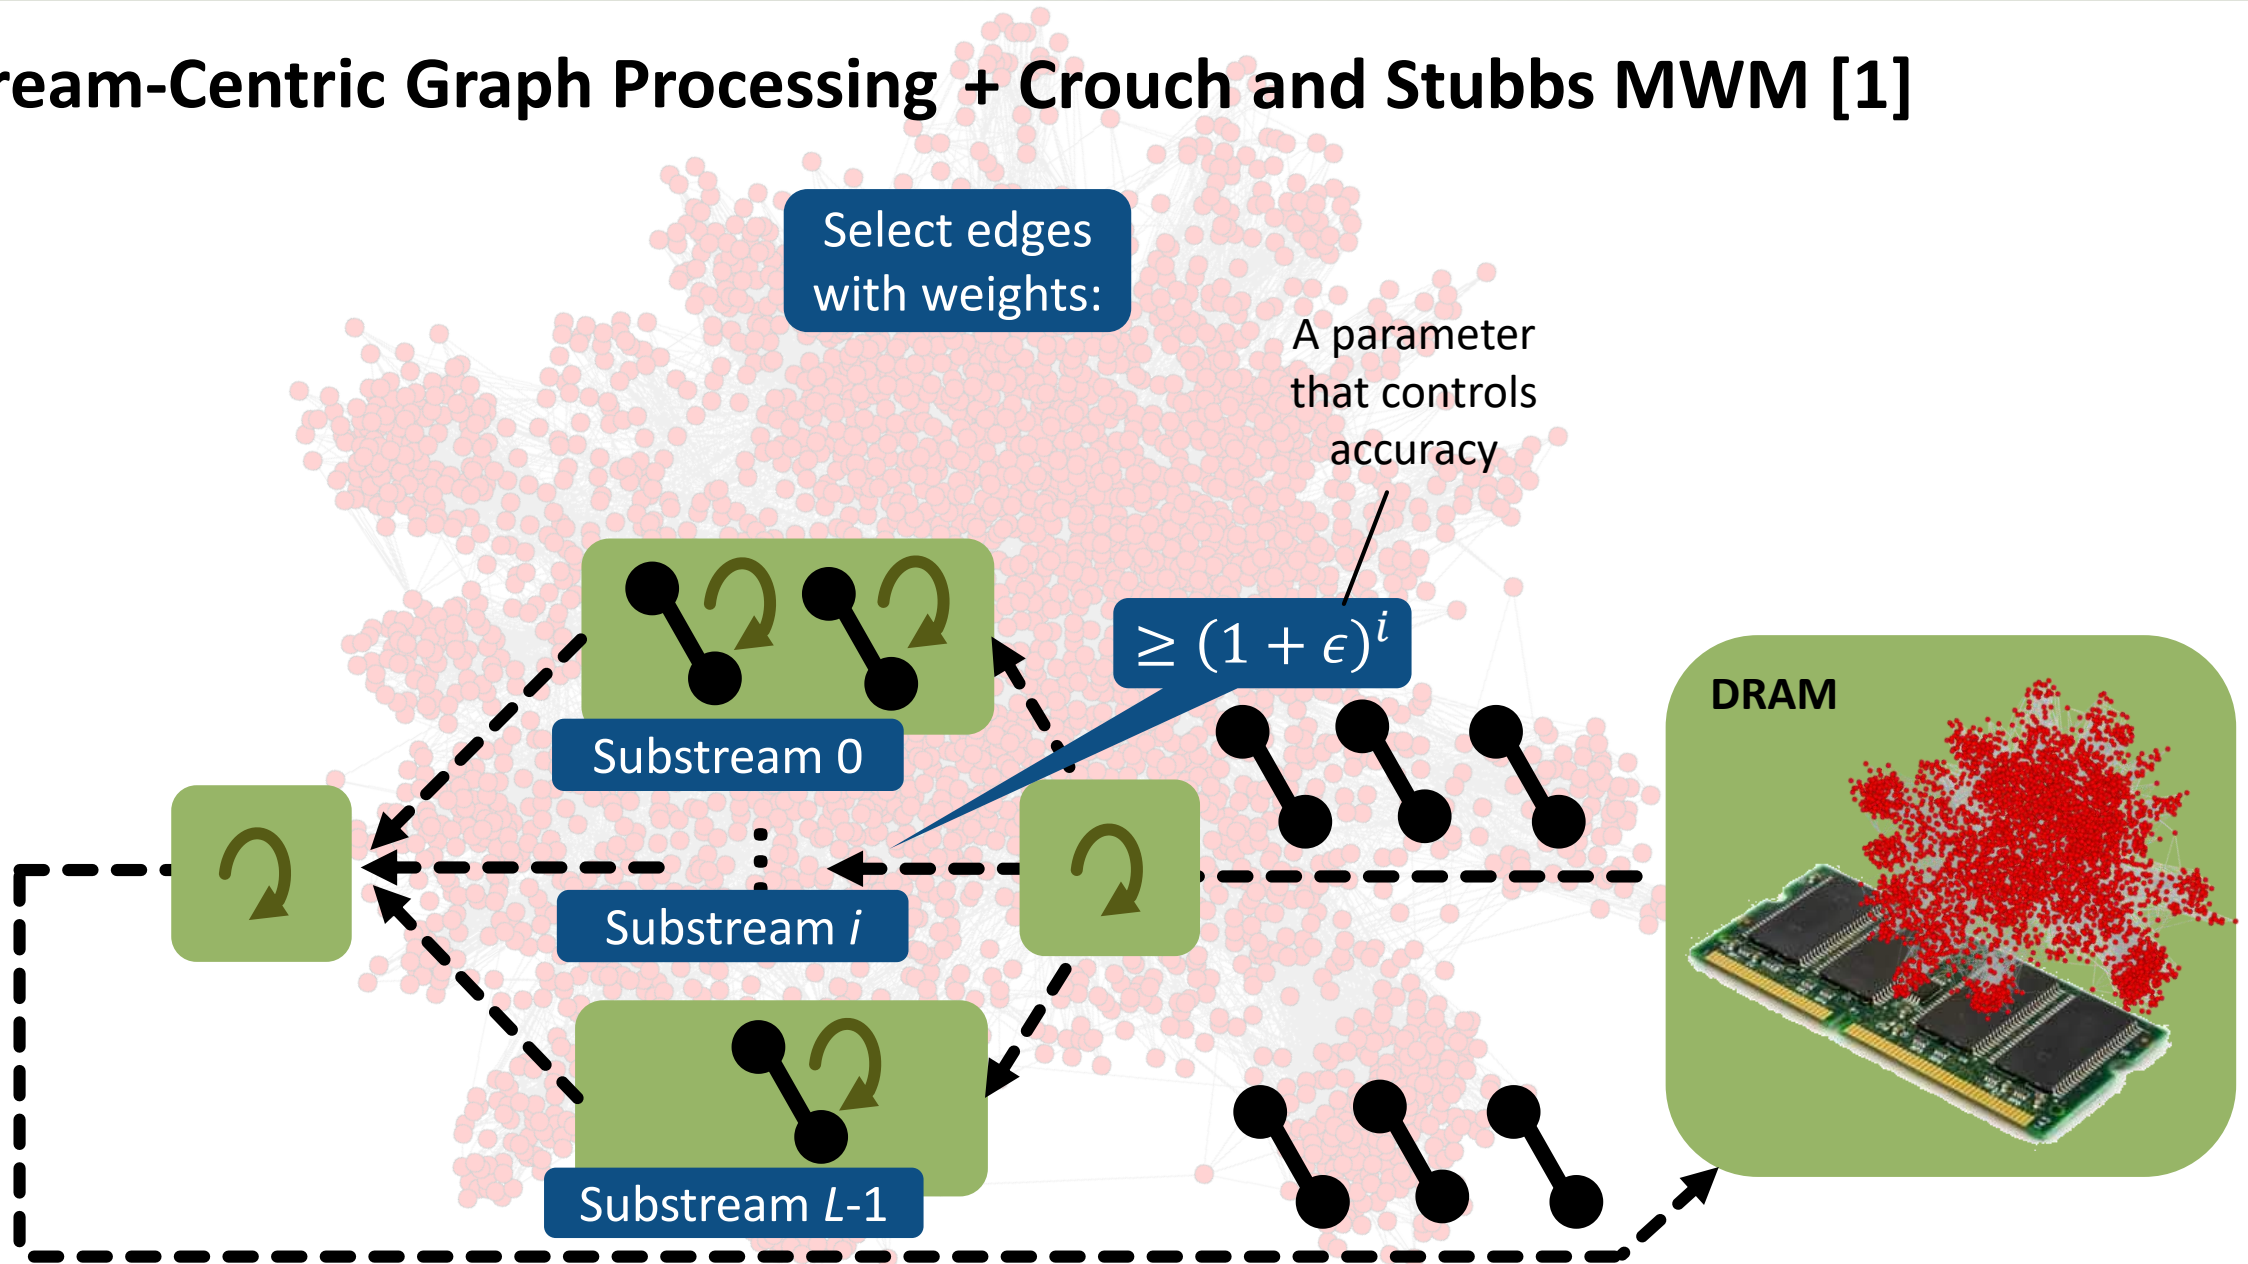 ream-Centric Graph Processing + Crouch and Stubbs MWM [1]
Select edges
with weights:
A parameter
that controls
accuracy
≥ (1 + ϵ)^i
DRAM
Substream 0
Substream i
Substream L-1